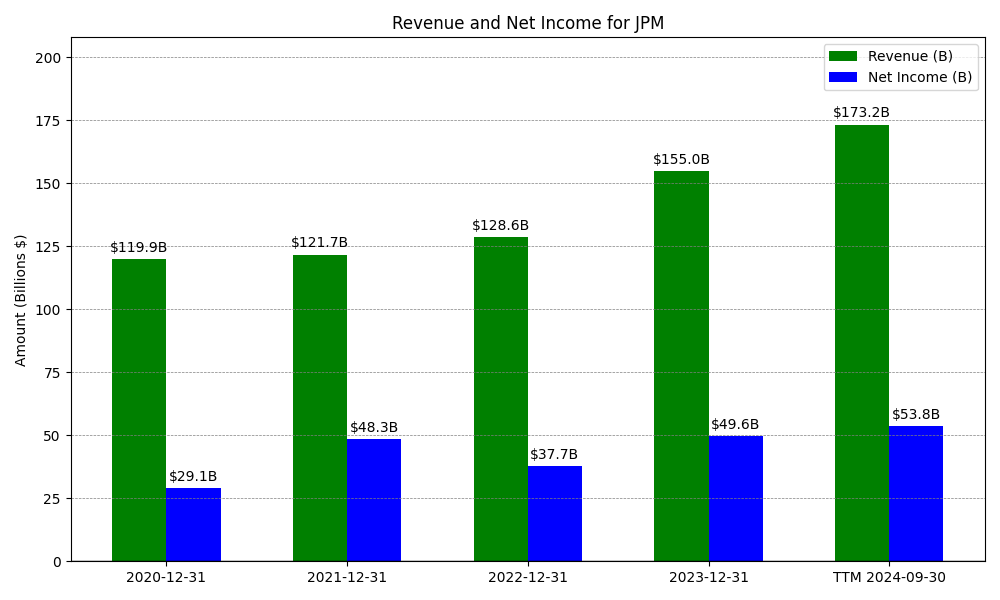 Revenue and Net Income for JPM
Revenue (B)
Net Income (B)
Amount (Billions $)
200
175
150
125
100
75
50
25
0
$119.9B
$29.1B
$121.7B
$48.3B
$128.6B
$37.7B
$155.0B
$49.6B
$173.2B
$53.8B
2020-12-31
2021-12-31
2022-12-31
2023-12-31
TTM 2024-09-30